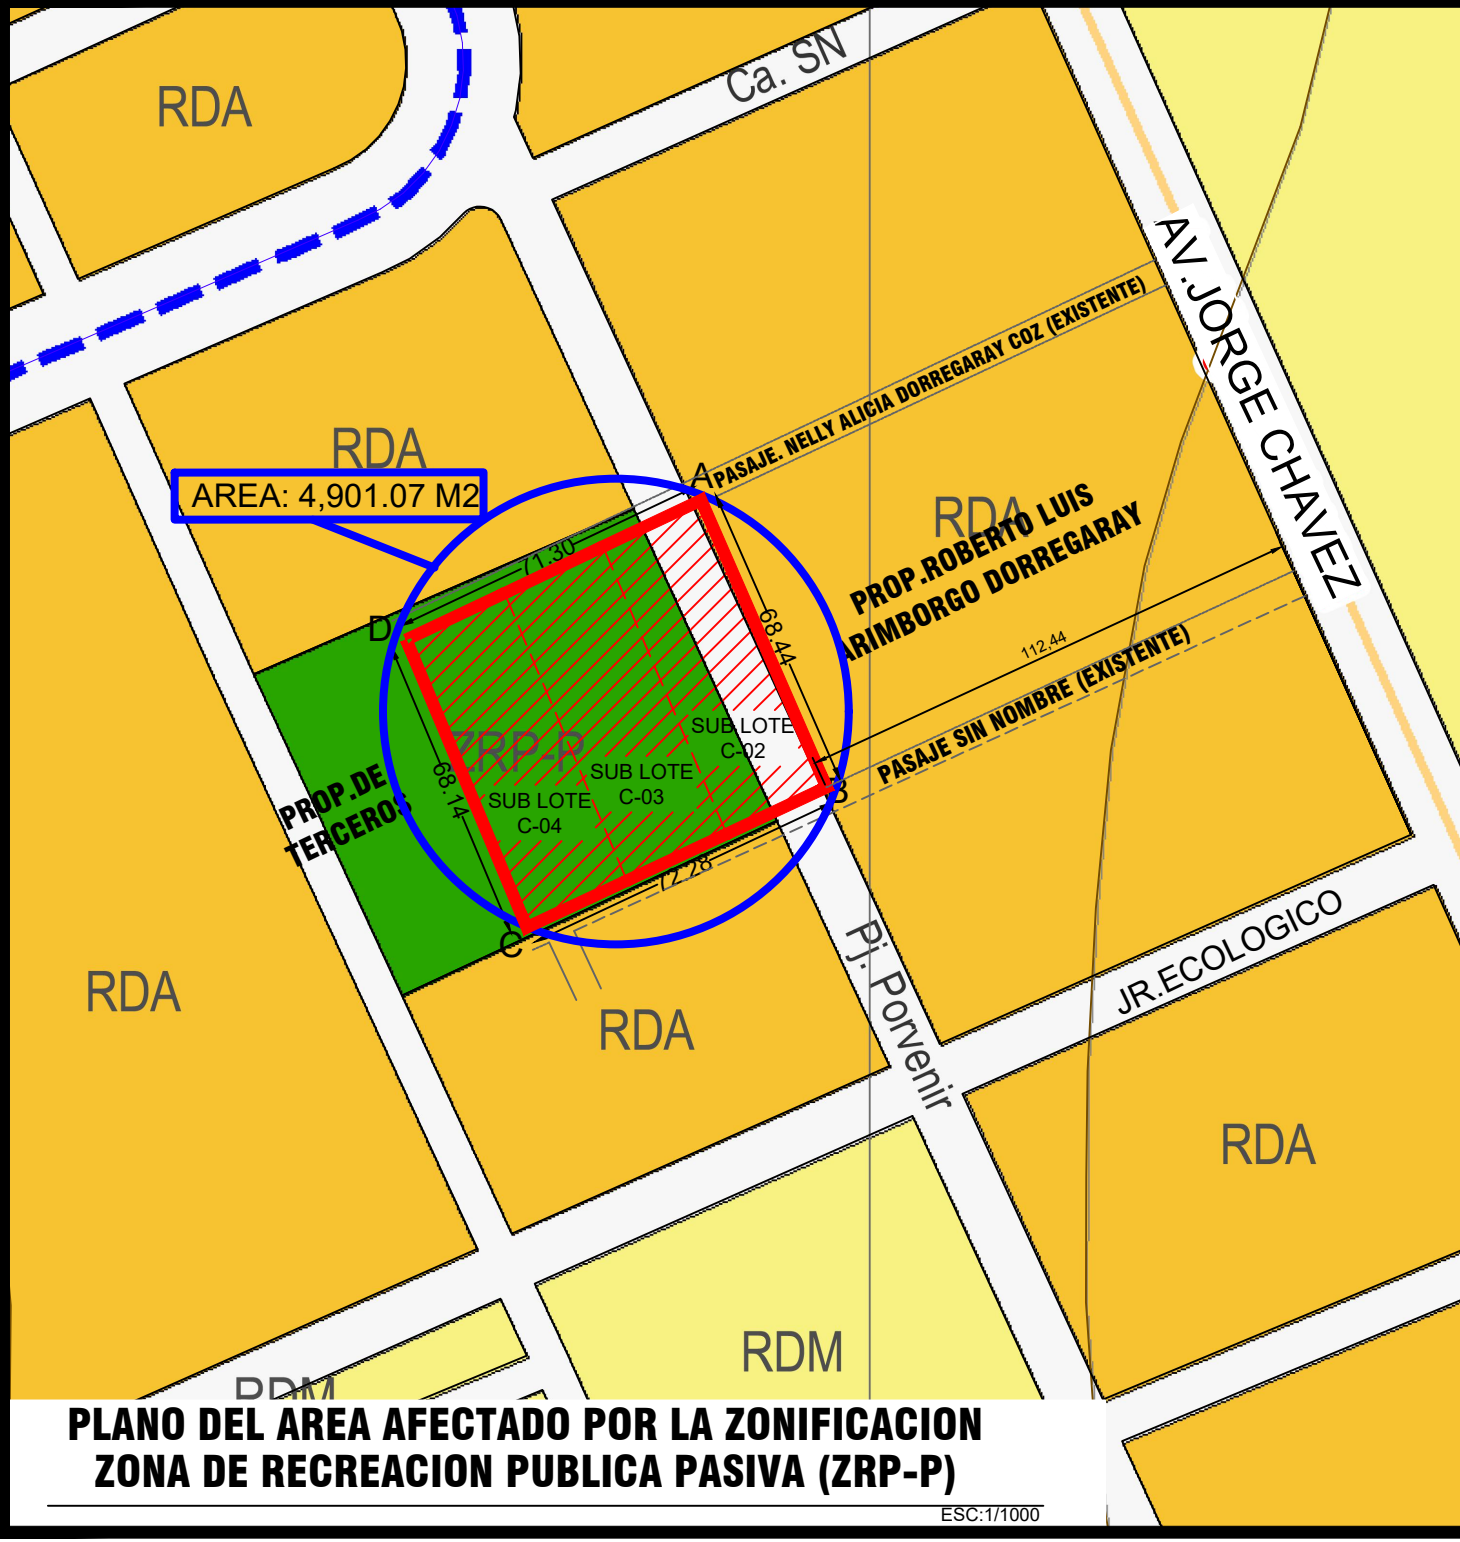 Ca. SN
RDA
AV.JORGE CHAVEZ
PASAJE. NELLY ALICIA DORREGARAY COZ (EXISTENTE)
RDA
A
AREA: 4,901.07 M2
RDA
PROP.ROBERTO LUIS
ARIMBORGO DORREGARAY
71.30
D
68.44
112,44
PASAJE SIN NOMBRE (EXISTENTE)
SUB LOTE
C-02
ZRP-P
SUB LOTE
C-03
SUB LOTE
C-04
68.14
PROP.DE
TERCEROS
B
72.28
C
Pj. Porvenir
JR.ECOLOGICO
RDA
RDA
RDA
RDM
RDM
PLANO DEL AREA AFECTADO POR LA ZONIFICACION
ZONA DE RECREACION PUBLICA PASIVA (ZRP-P)
ESC:1/1000